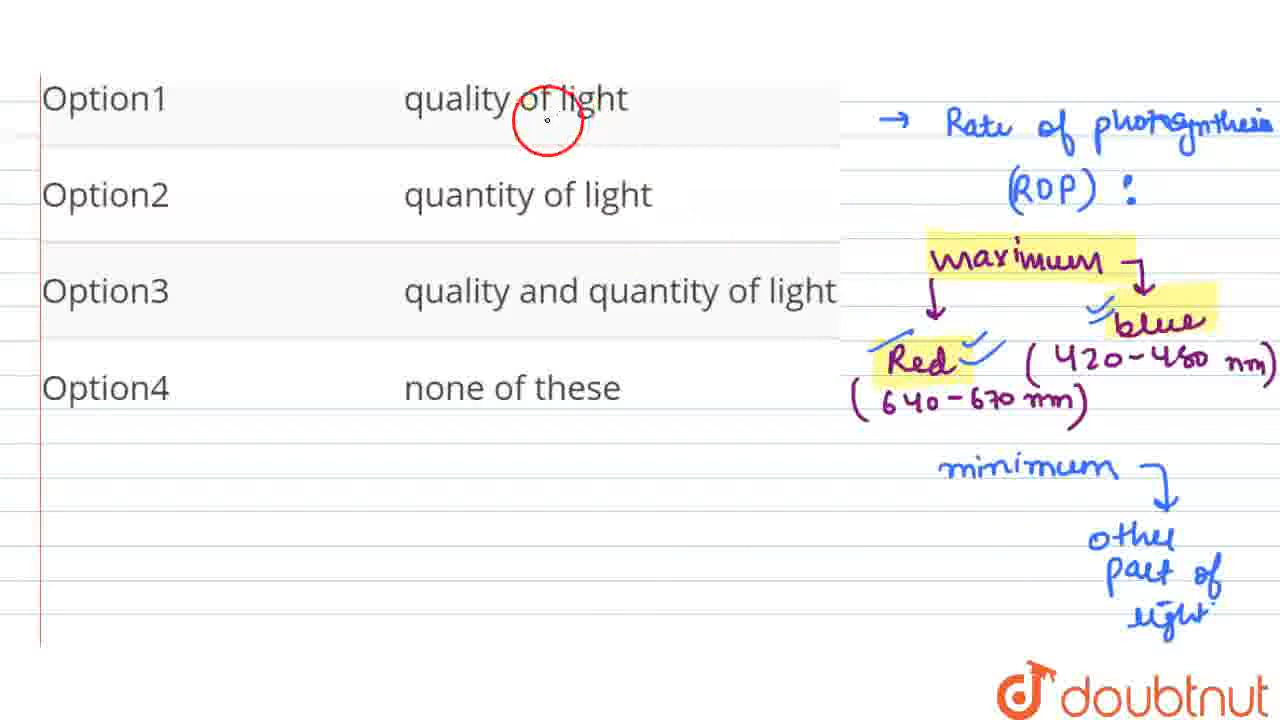 Option1 quality of light
Option2 quantity of light
Option3 quality and quantity of light
Option4 none of these
→ Rate of photosynthesis
(ROP) :
maximum
blue
Red
(420-480 nm)
(640-670 nm)
minimum
other
part of
light
doubtnut